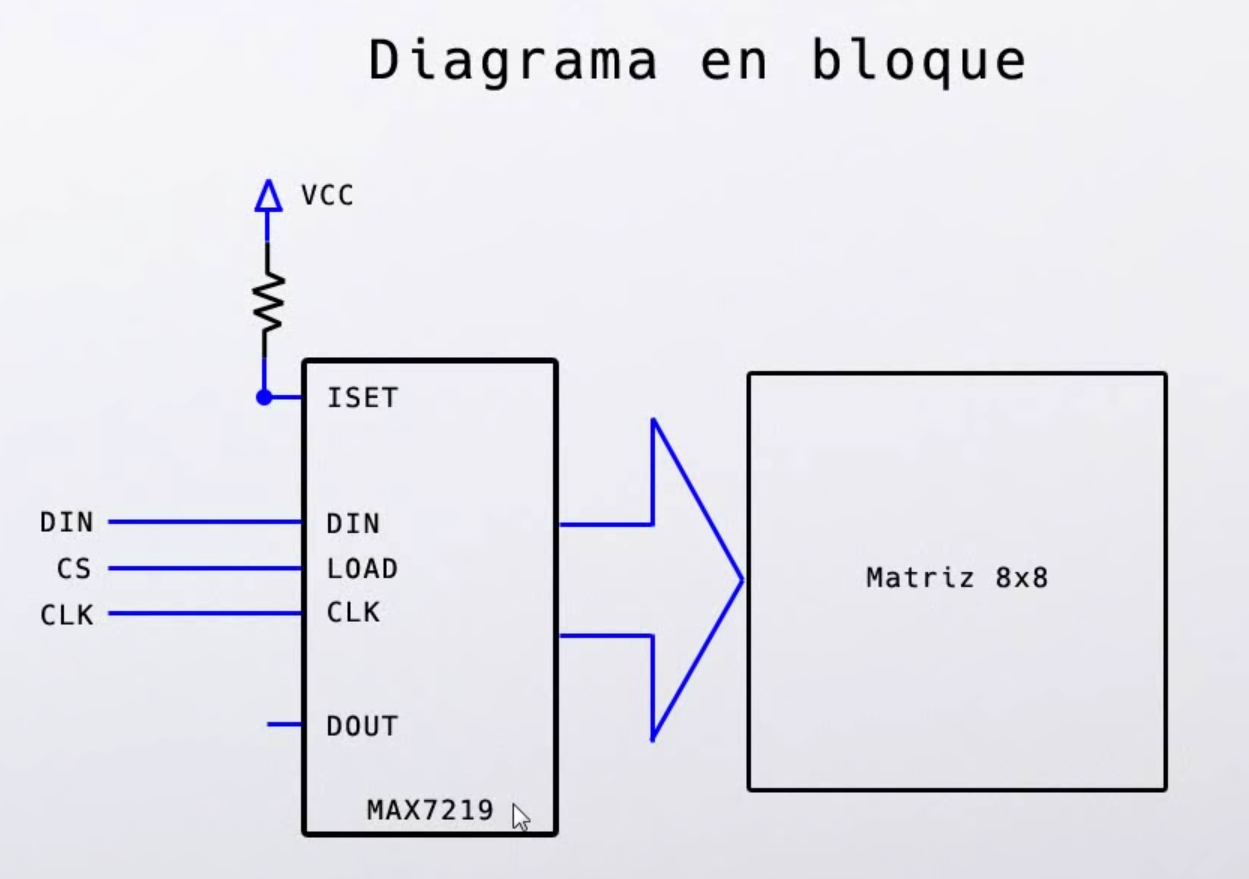 Diagrama en bloque
VCC
ISET
DIN
DIN
CS
LOAD
CLK
CLK
DOUT
MAX7219
Matriz 8x8